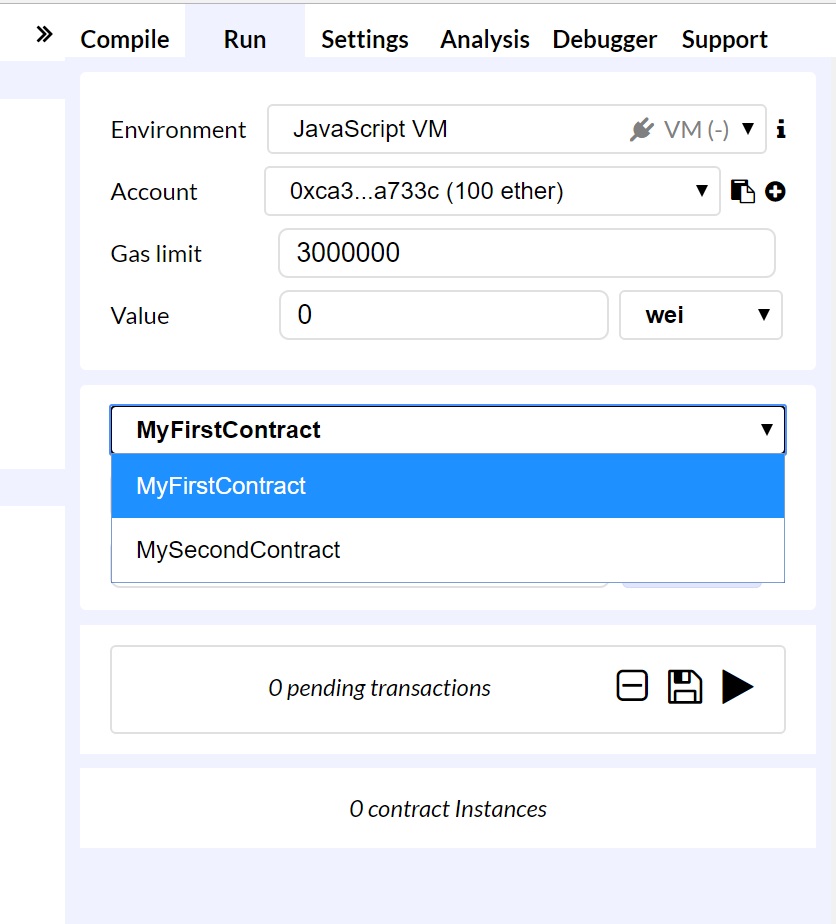 Compile Run Settings Analysis Debugger Support
Environment JavaScript VM VM (-)
Account 0xca3...a733c (100 ether)
Gas limit 3000000
Value 0 wei
MyFirstContract
MyFirstContract
MySecondContract
0 pending transactions
0 contract Instances